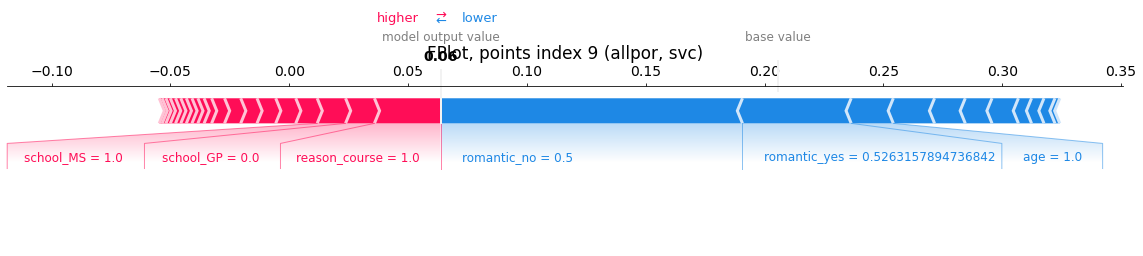 higher ⇄ lower
model output value base value
FPlot, points index 9 (allpor, svc)
0.06
−0.10 −0.05 0.00 0.05 0.10 0.15 0.20 0.25 0.30 0.35
school_MS = 1.0 school_GP = 0.0 reason_course = 1.0 romantic_no = 0.5 romantic_yes = 0.5263157894736842 age = 1.0